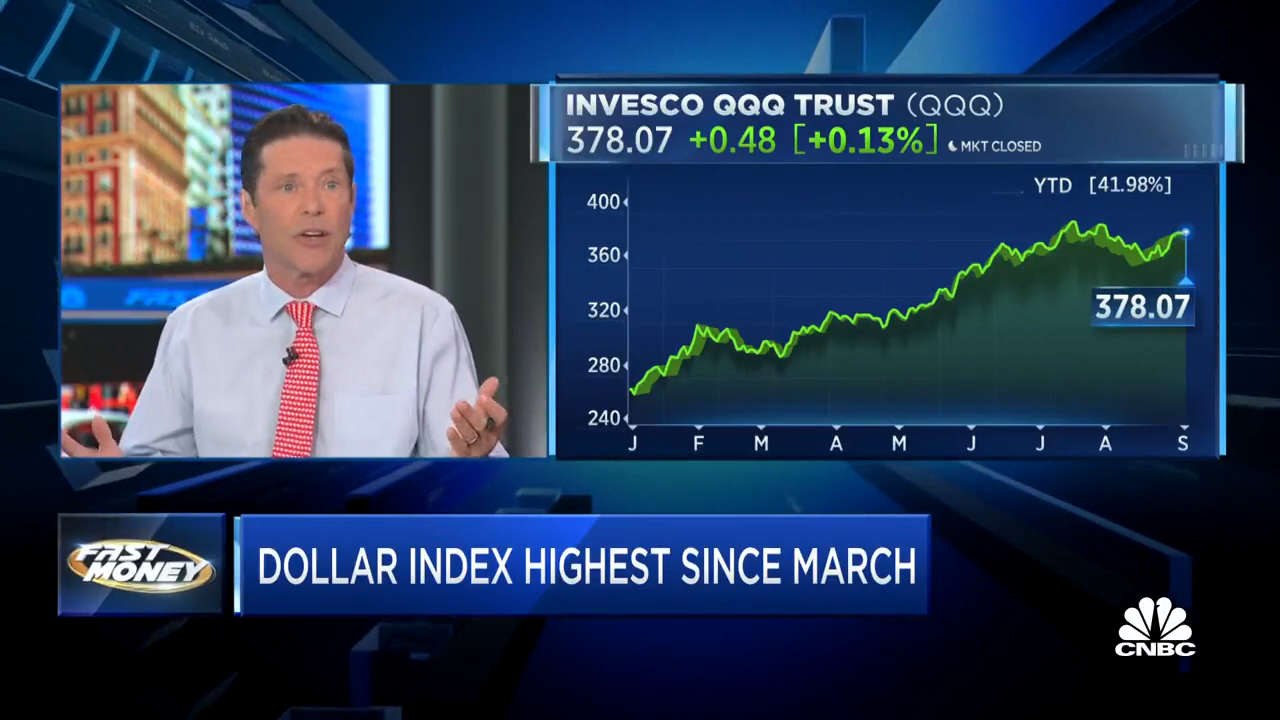 INVESCO QQQ TRUST (QQQ)
378.07 +0.48 [+0.13%] MKT CLOSED
YTD [41.98%]
400
360
320
280
240
378.07
J F M A M J J A S
FAST
MONEY
DOLLAR INDEX HIGHEST SINCE MARCH
CNBC